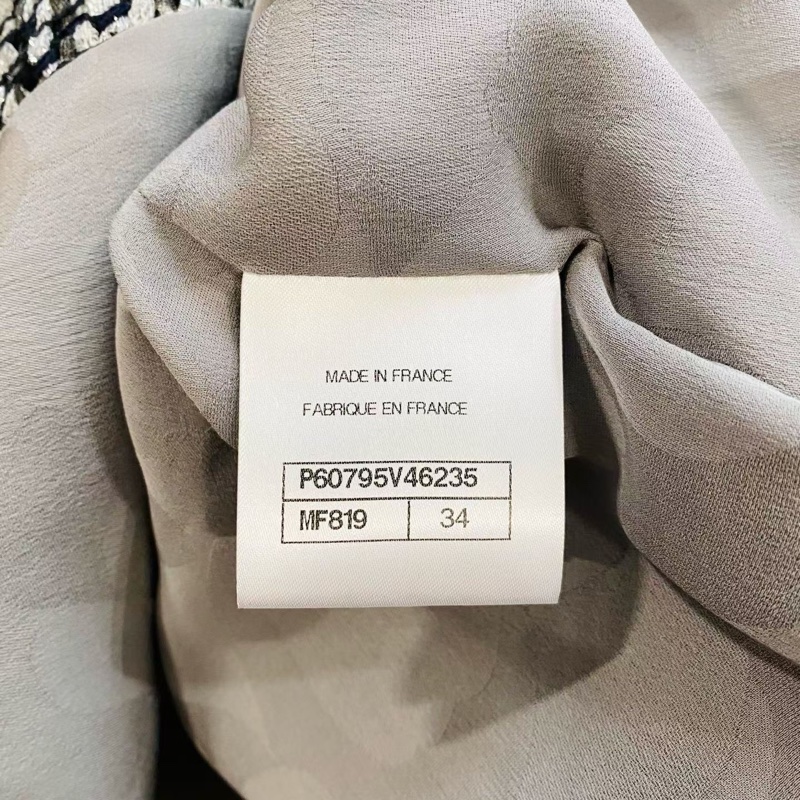 MADE IN FRANCE
FABRIQUE EN FRANCE
P60795V46235
MF819 34